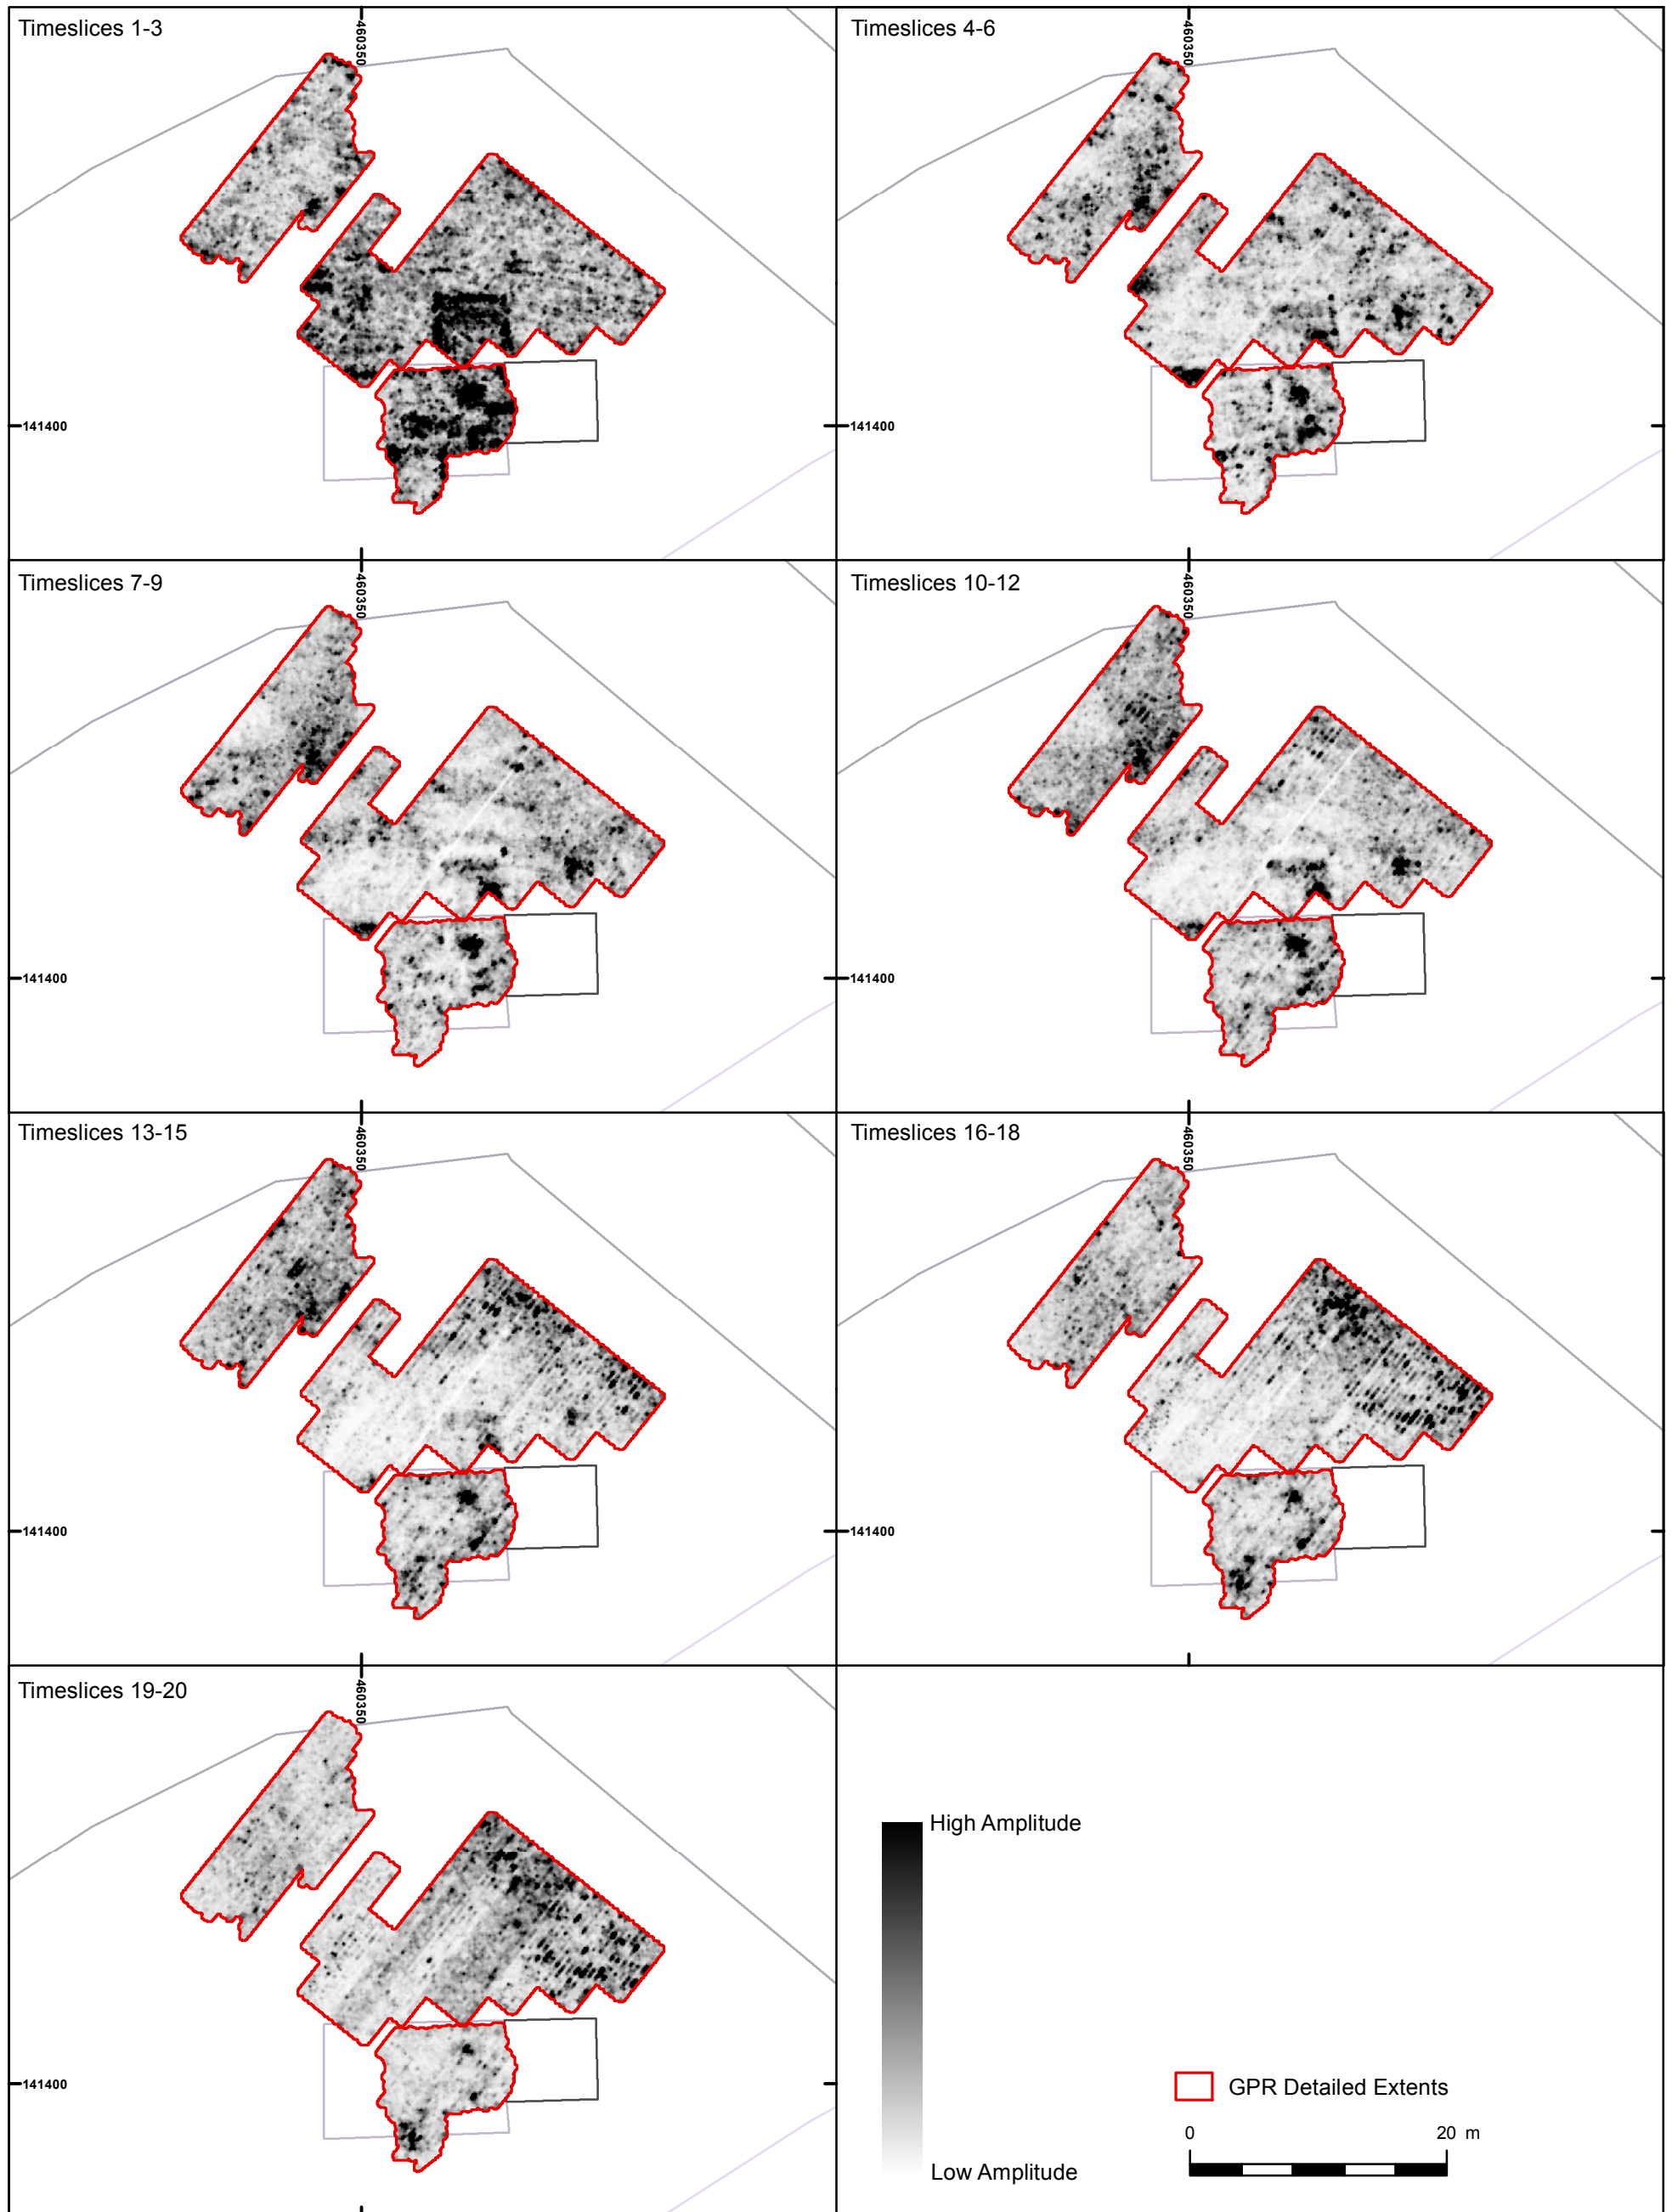 Timeslices 1-3
460350
141400
Timeslices 4-6
460350
141400
Timeslices 7-9
460350
141400
Timeslices 10-12
460350
141400
Timeslices 13-15
460350
141400
Timeslices 16-18
460350
141400
Timeslices 19-20
460350
141400
High Amplitude
Low Amplitude
GPR Detailed Extents
0 20 m